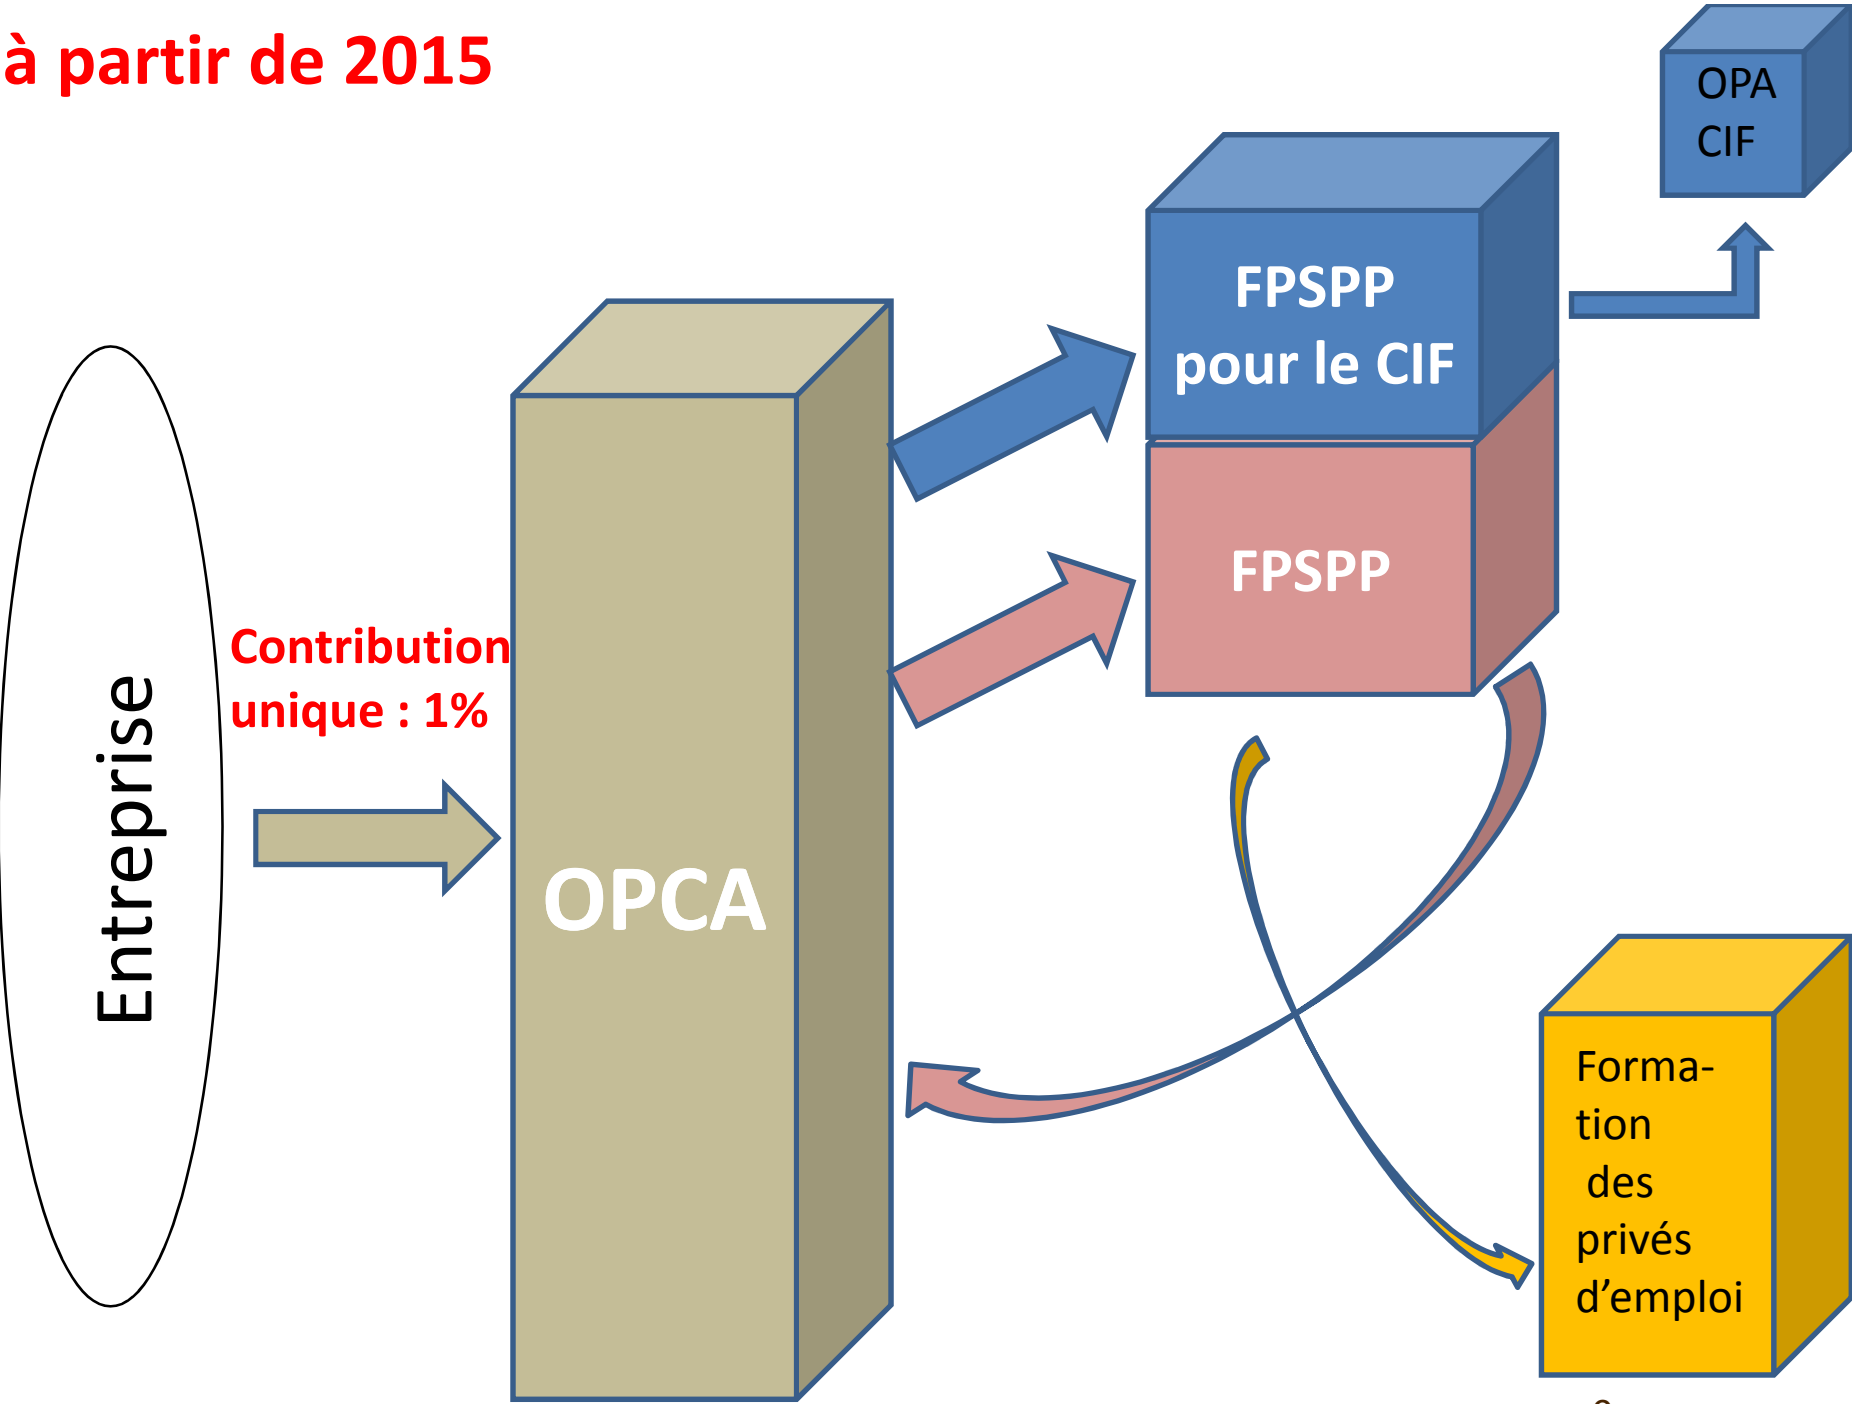 à partir de 2015
OPA
CIF
FPSPP
pour le CIF
FPSPP
Contribution
unique : 1%
Entreprise
OPCA
Forma-
tion
des
privés
d’emploi